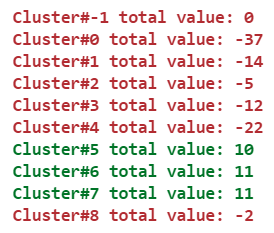 Cluster#-1 total value: 0
Cluster#0 total value: -37
Cluster#1 total value: -14
Cluster#2 total value: -5
Cluster#3 total value: -12
Cluster#4 total value: -22
Cluster#5 total value: 10
Cluster#6 total value: 11
Cluster#7 total value: 11
Cluster#8 total value: -2